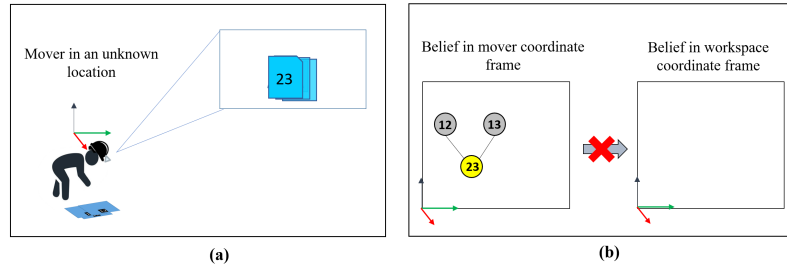 Mover in an unknown
location
23
(a)
Belief in mover coordinate
frame
12
13
23
Belief in workspace
coordinate frame
(b)